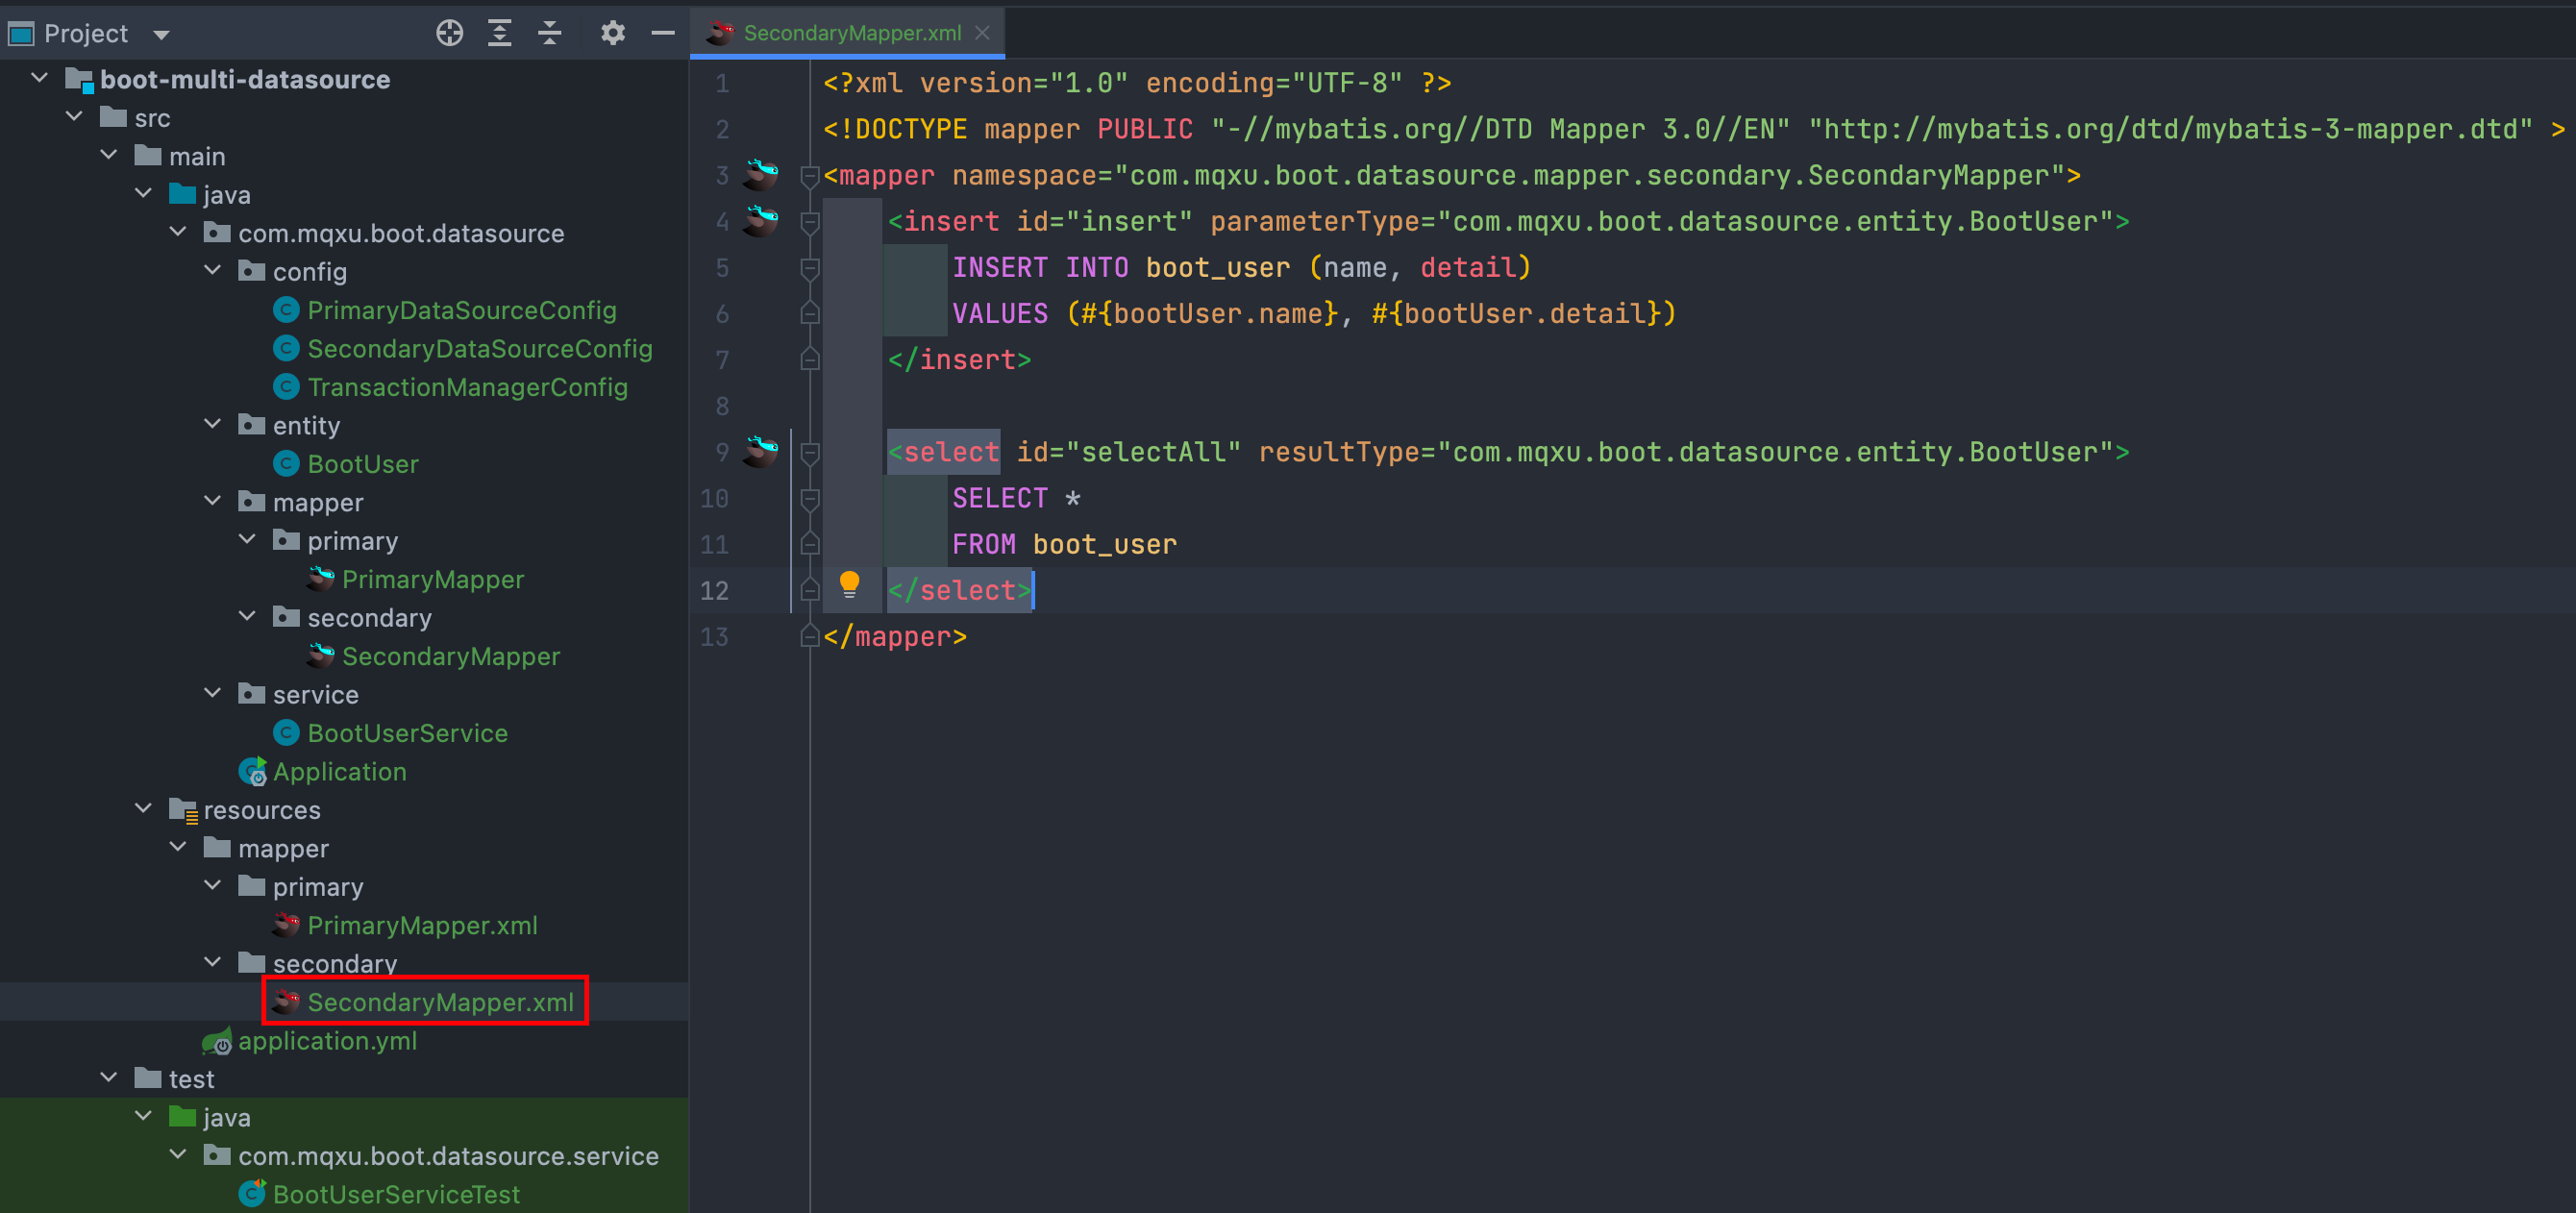 Project
boot-multi-datasource
src
main
java
com.mqxu.boot.datasource
config
PrimaryDataSourceConfig
SecondaryDataSourceConfig
TransactionManagerConfig
entity
BootUser
mapper
primary
PrimaryMapper
secondary
SecondaryMapper
service
BootUserService
Application
resources
mapper
primary
PrimaryMapper.xml
secondary
SecondaryMapper.xml
application.yml
test
java
com.mqxu.boot.datasource.service
BootUserServiceTest
SecondaryMapper.xml
1 <?xml version="1.0" encoding="UTF-8" ?>
2 <!DOCTYPE mapper PUBLIC "-//mybatis.org//DTD Mapper 3.0//EN" "http://mybatis.org/dtd/mybatis-3-mapper.dtd" >
3 <mapper namespace="com.mqxu.boot.datasource.mapper.secondary.SecondaryMapper">
4 <insert id="insert" parameterType="com.mqxu.boot.datasource.entity.BootUser">
5 INSERT INTO boot_user (name, detail)
6 VALUES (#{bootUser.name}, #{bootUser.detail})
7 </insert>
8
9 <select id="selectAll" resultType="com.mqxu.boot.datasource.entity.BootUser">
10 SELECT *
11 FROM boot_user
12 </select>
13 </mapper>